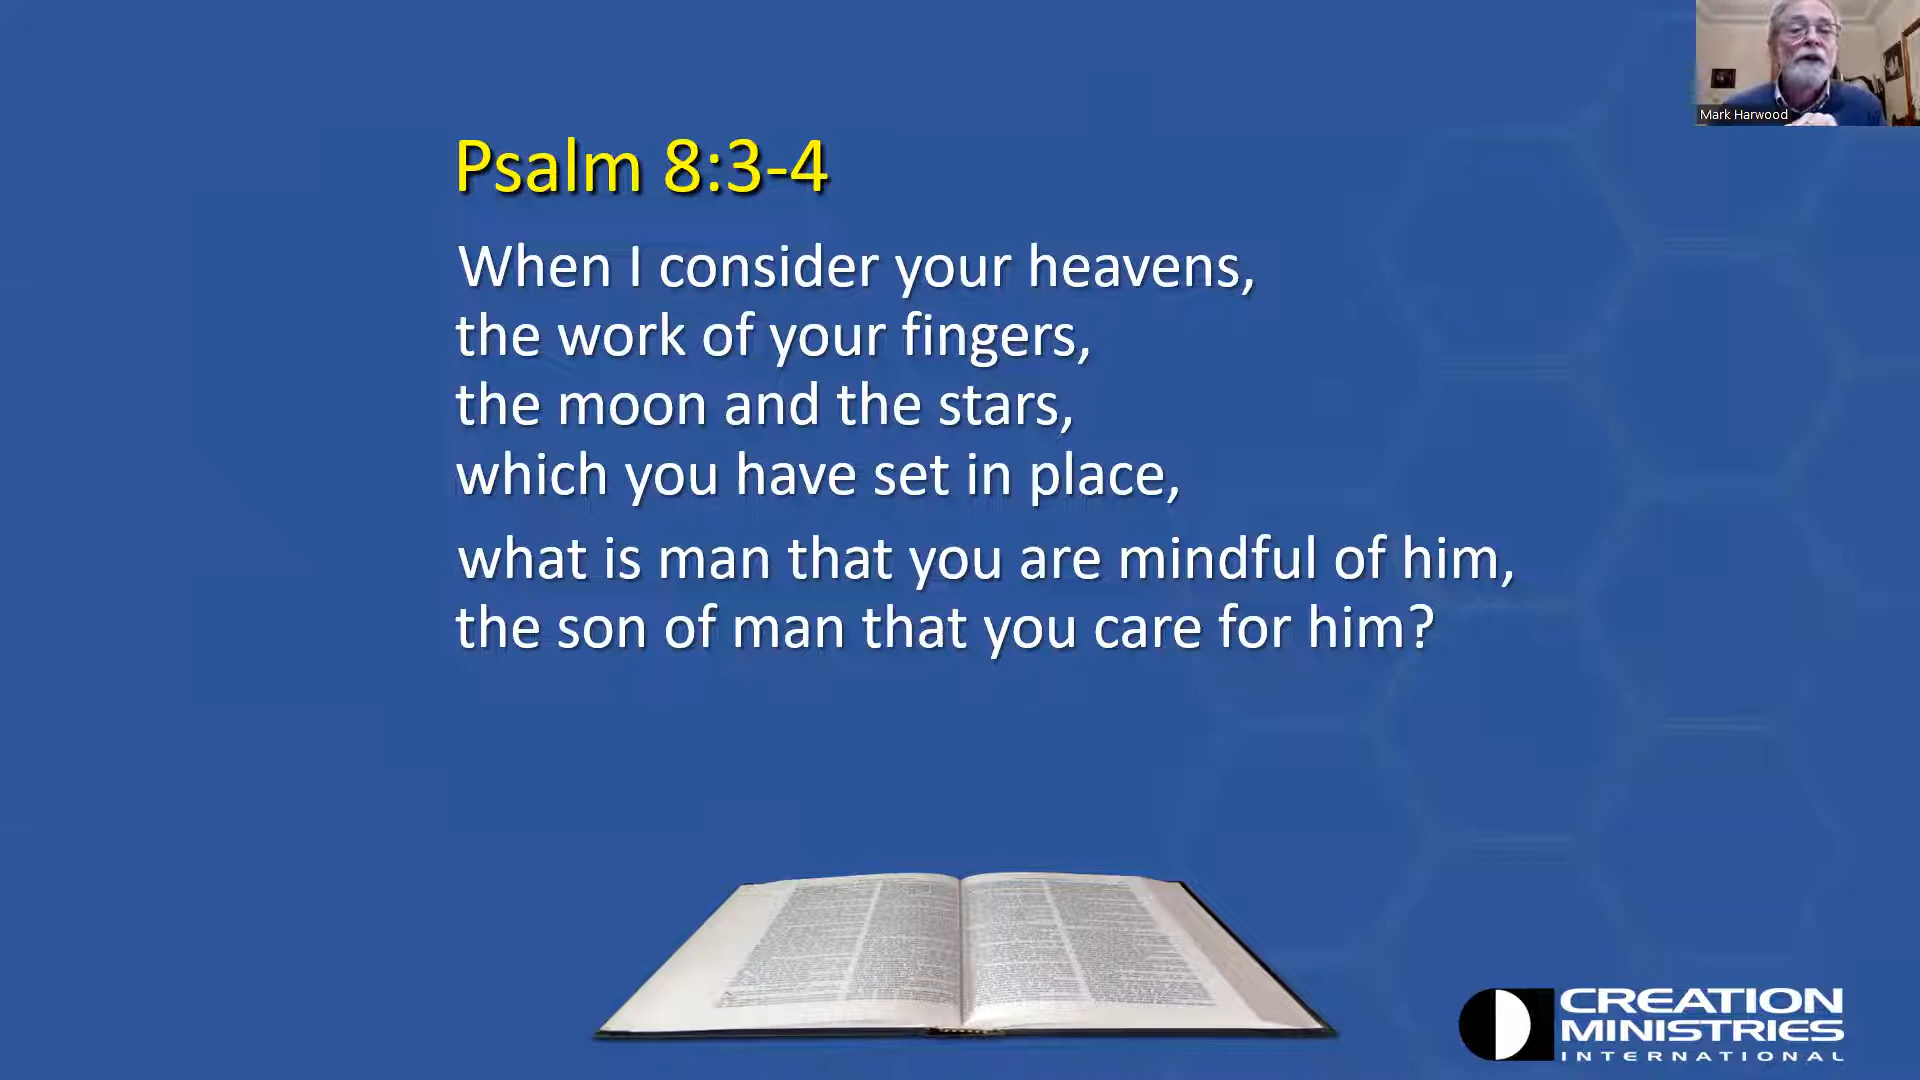 Mark Harwood
Psalm 8:3-4
When I consider your heavens,
the work of your fingers,
the moon and the stars,
which you have set in place,
what is man that you are mindful of him,
the son of man that you care for him?
CREATION
MINISTRIES
INTERNATIONAL